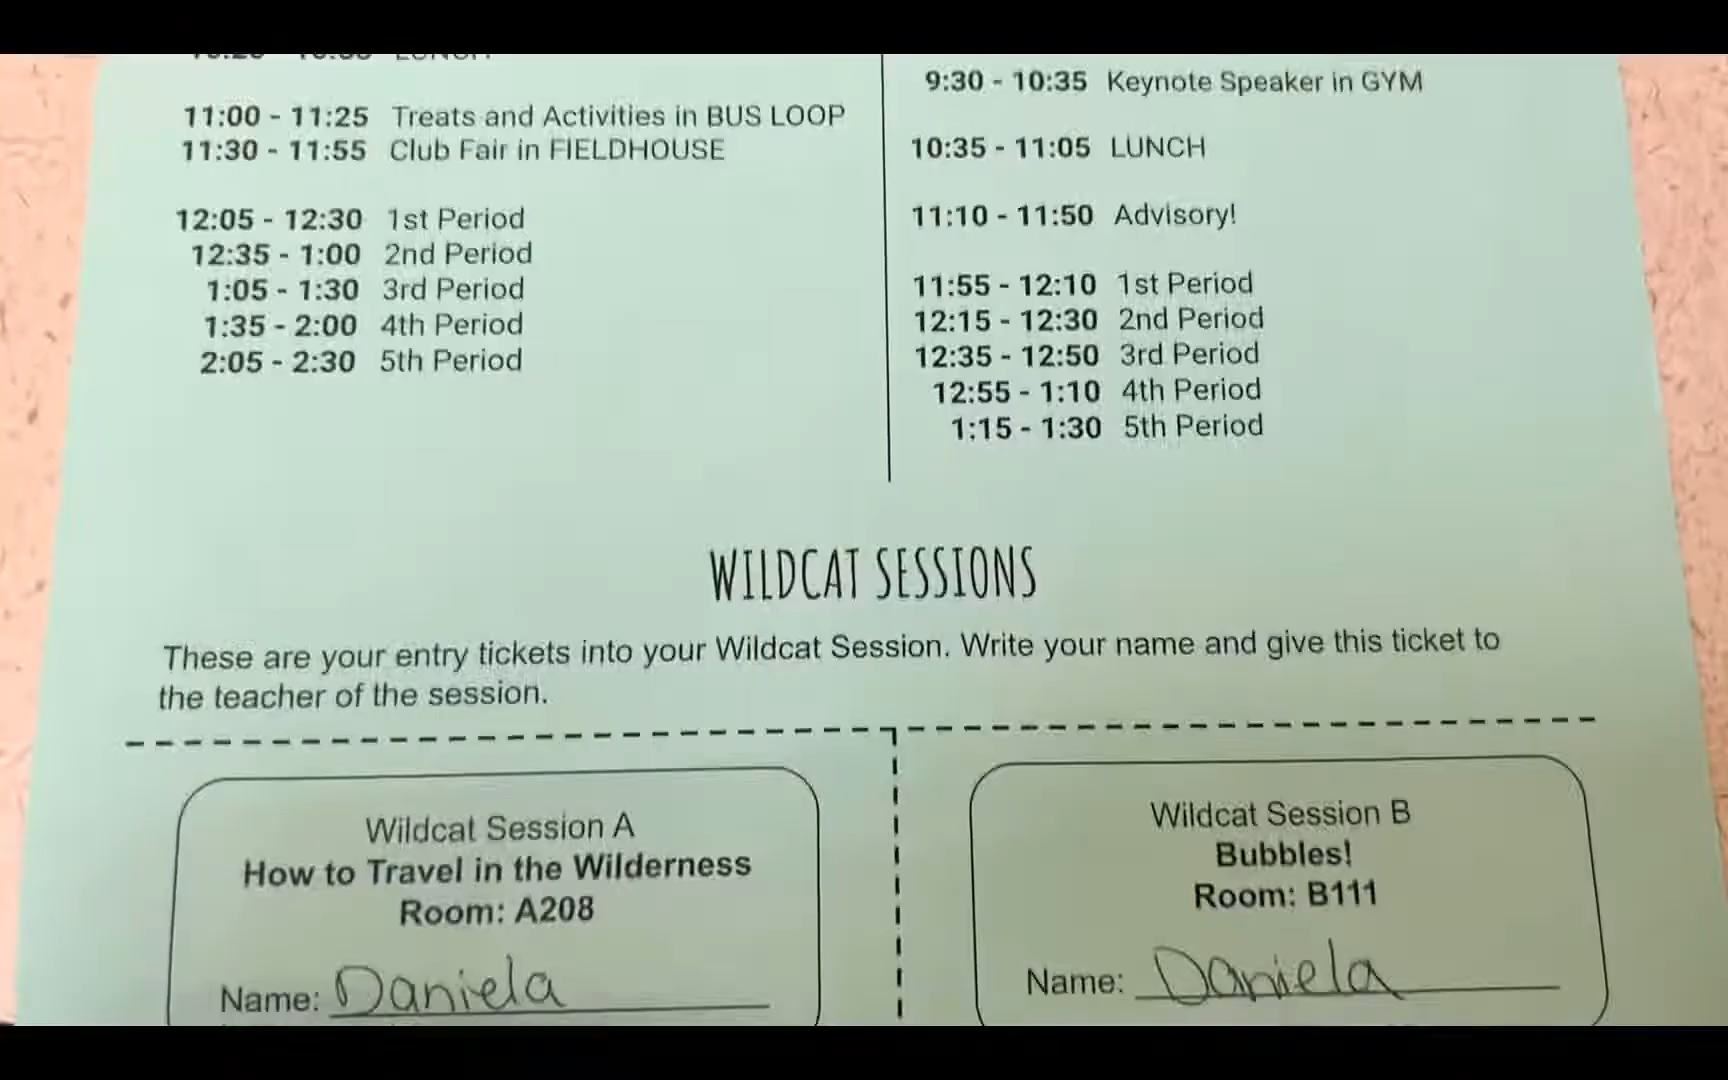 11:00 - 11:25 Treats and Activities in BUS LOOP
11:30 - 11:55 Club Fair in FIELDHOUSE
12:05 - 12:30 1st Period
12:35 - 1:00 2nd Period
1:05 - 1:30 3rd Period
1:35 - 2:00 4th Period
2:05 - 2:30 5th Period
9:30 - 10:35 Keynote Speaker in GYM
10:35 - 11:05 LUNCH
11:10 - 11:50 Advisory!
11:55 - 12:10 1st Period
12:15 - 12:30 2nd Period
12:35 - 12:50 3rd Period
12:55 - 1:10 4th Period
1:15 - 1:30 5th Period
WILDCAT SESSIONS
These are your entry tickets into your Wildcat Session. Write your name and give this ticket to
the teacher of the session.
Wildcat Session A
How to Travel in the Wilderness
Room: A208
Name: Daniela
Wildcat Session B
Bubbles!
Room: B111
Name: Daniela